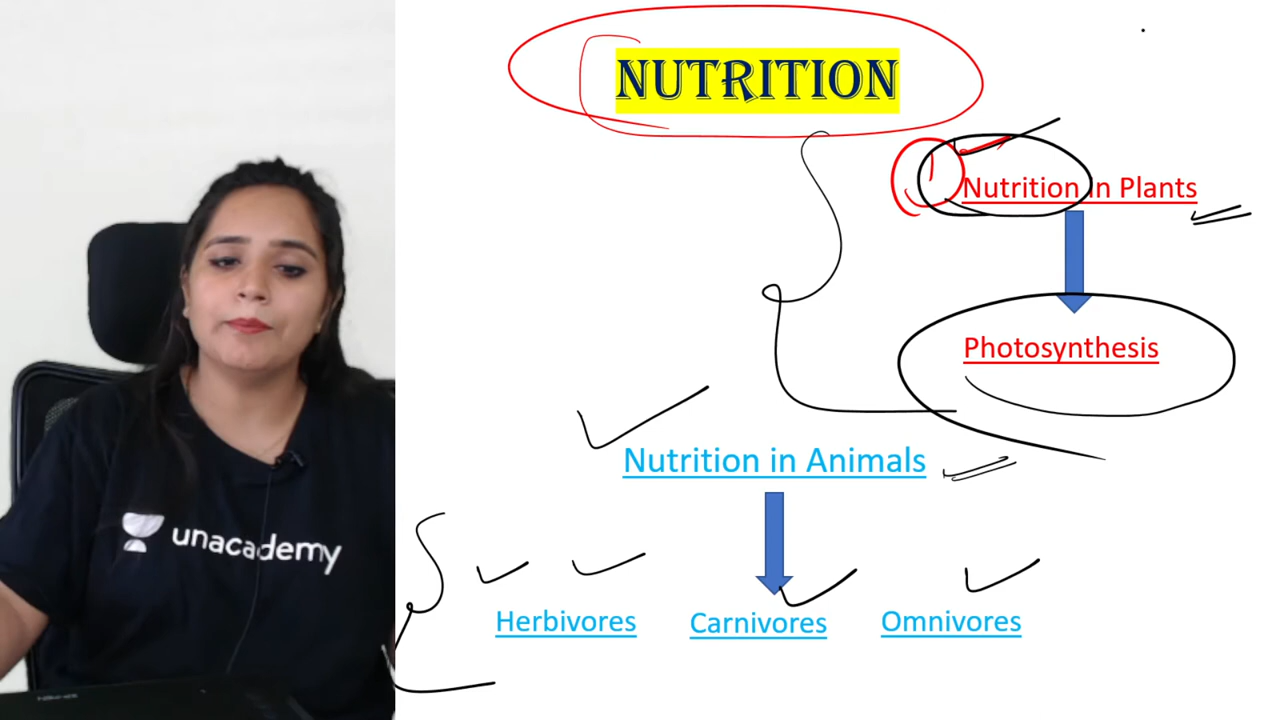 NUTRITION
Nutrition in Plants
Photosynthesis
Nutrition in Animals
Herbivores Carnivores Omnivores
unacademy